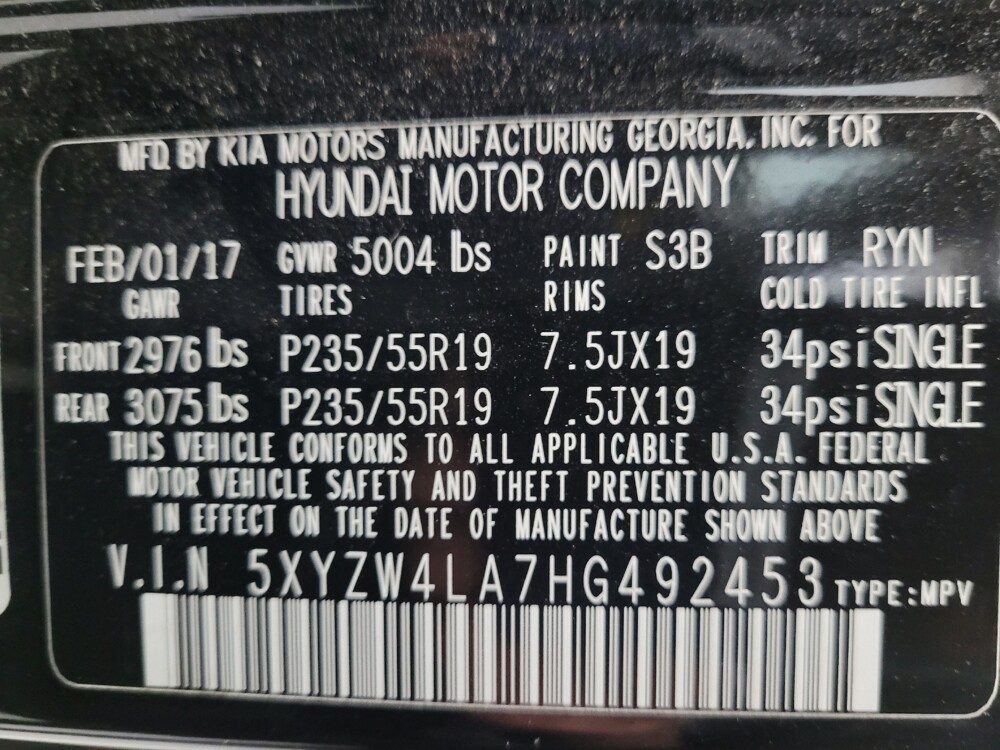 MFD. BY KIA MOTORS MANUFACTURING GEORGIA. INC. FOR
HYUNDAI MOTOR COMPANY
FEB/01/17 GVWR 5004 lbs PAINT S3B TRIM RYN
GAWR TIRES RIMS COLD TIRE INFL
FRONT 2976 lbs P235/55R19 7.5JX19 34psi SINGLE
REAR 3075 lbs P235/55R19 7.5JX19 34psi SINGLE
THIS VEHICLE CONFORMS TO ALL APPLICABLE U.S.A. FEDERAL
MOTOR VEHICLE SAFETY AND THEFT PREVENTION STANDARDS
IN EFFECT ON THE DATE OF MANUFACTURE SHOWN ABOVE
V.I.N 5XYZW4LA7HG492453 TYPE:MPV